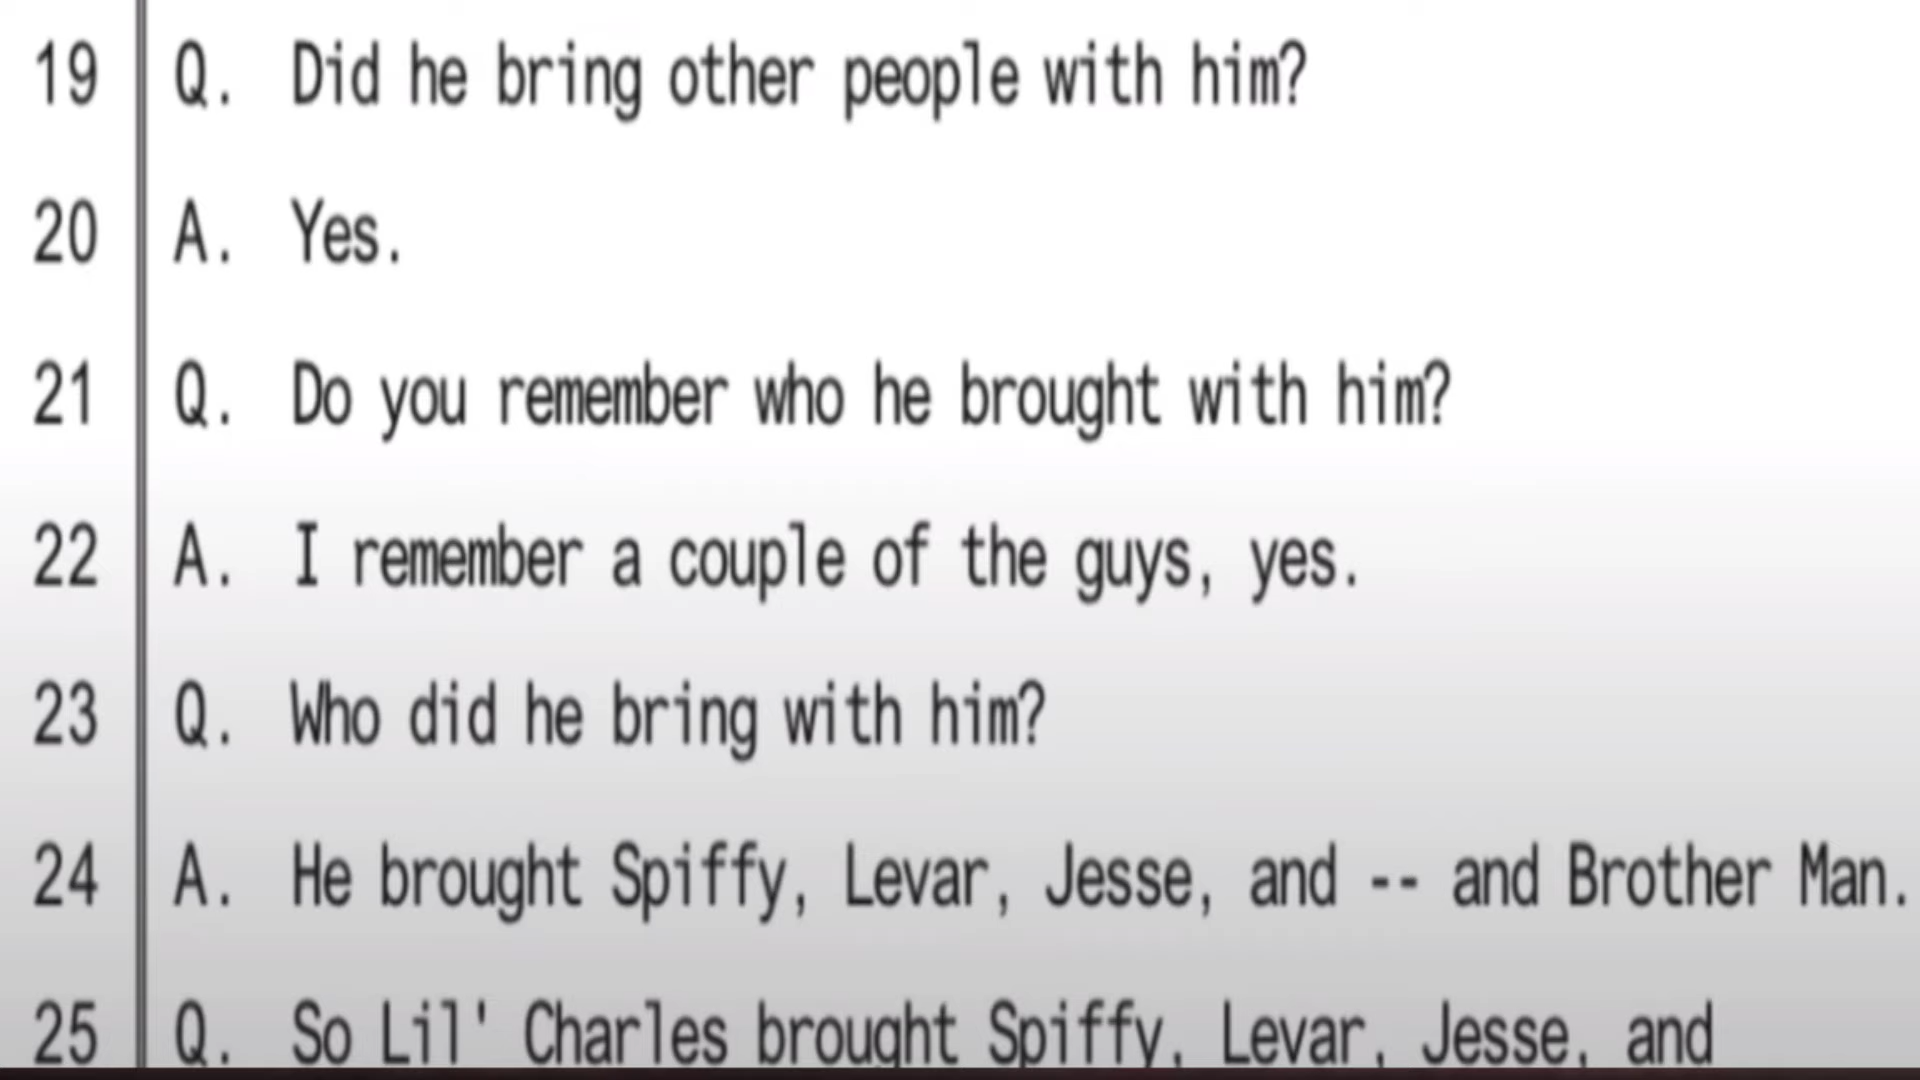 19 Q. Did he bring other people with him?
20 A. Yes.
21 Q. Do you remember who he brought with him?
22 A. I remember a couple of the guys, yes.
23 Q. Who did he bring with him?
24 A. He brought Spiffy, Levar, Jesse, and -- and Brother Man.
25 Q. So Lil' Charles brought Spiffy, Levar, Jesse, and